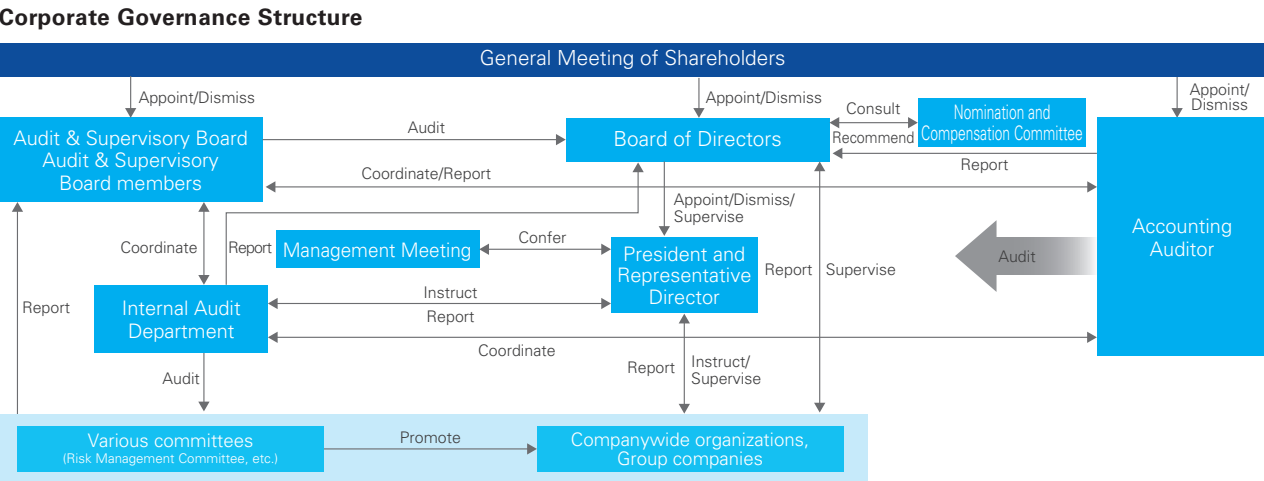 Corporate Governance Structure
General Meeting of Shareholders
Appoint/Dismiss
Appoint/Dismiss
Appoint/
Dismiss
Audit & Supervisory Board
Audit & Supervisory
Board members
Audit
Board of Directors
Consult
Recommend
Nomination and
Compensation Committee
Report
Coordinate/Report
Accounting
Auditor
Appoint/Dismiss/
Supervise
Coordinate
Report
Management Meeting
Confer
President and
Representative
Director
Report
Supervise
Audit
Report
Internal Audit
Department
Instruct
Report
Coordinate
Audit
Report
Instruct/
Supervise
Various committees
(Risk Management Committee, etc.)
Promote
Companywide organizations,
Group companies